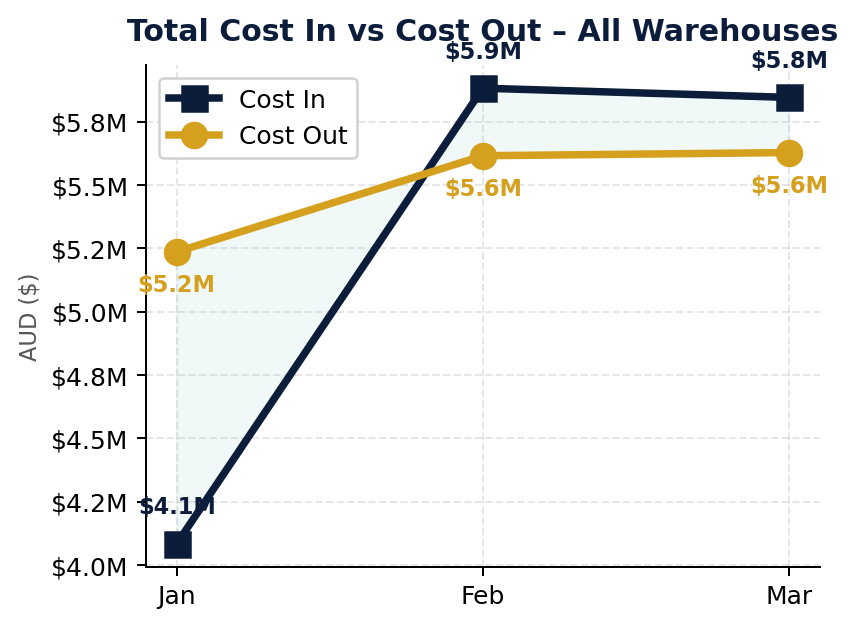 Total Cost In vs Cost Out – All Warehouses
$5.9M
$5.8M
Cost In
Cost Out
$5.8M
$5.5M
$5.6M
$5.6M
$5.2M
$5.2M
$5.0M
$4.8M
$4.5M
$4.2M
$4.1M
$4.0M
AUD ($)
Jan
Feb
Mar